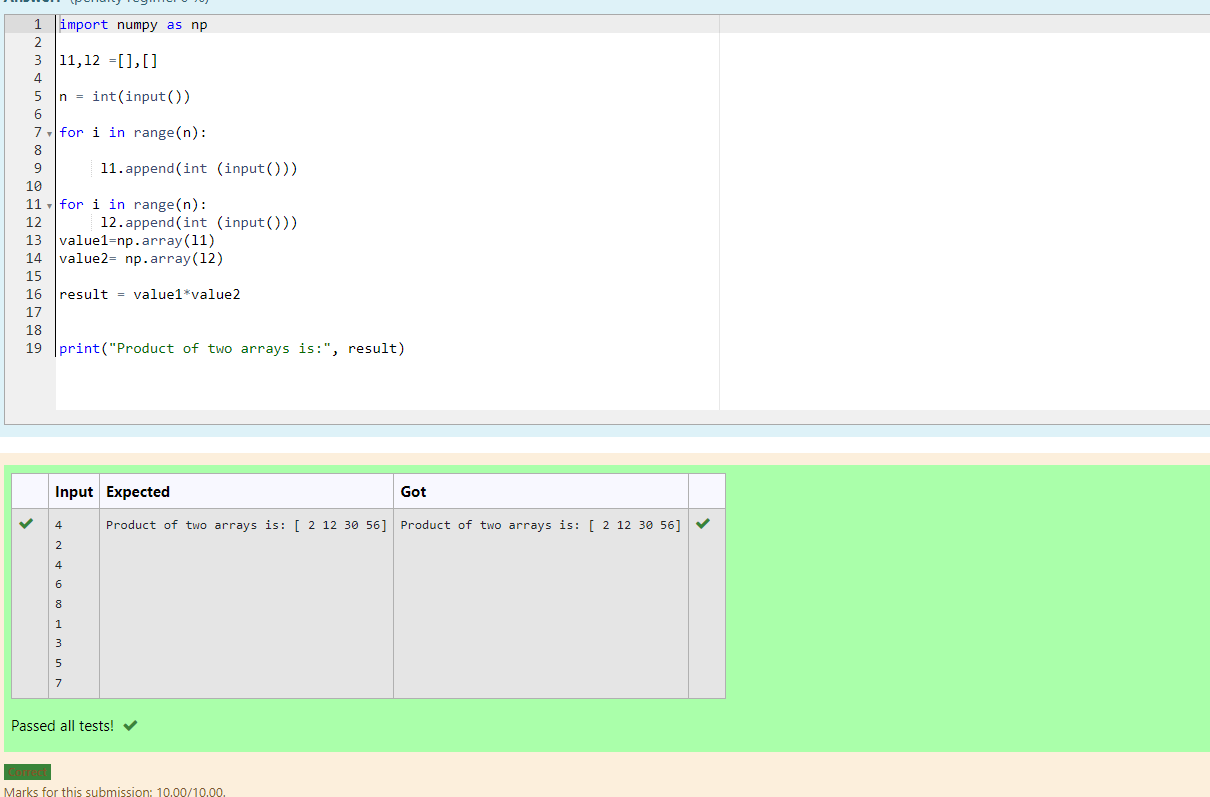 Answer: (penalty regime: 0 %)
1 import numpy as np
2
3 l1,l2 =[],[]
4
5 n = int(input())
6
7 for i in range(n):
8
9 l1.append(int (input()))
10
11 for i in range(n):
12 l2.append(int (input()))
13 value1=np.array(l1)
14 value2= np.array(l2)
15
16 result = value1*value2
17
18
19 print("Product of two arrays is:", result)
Input Expected Got
4 Product of two arrays is: [ 2 12 30 56] Product of two arrays is: [ 2 12 30 56]
2
4
6
8
1
3
5
7
Passed all tests!
Correct
Marks for this submission: 10.00/10.00.